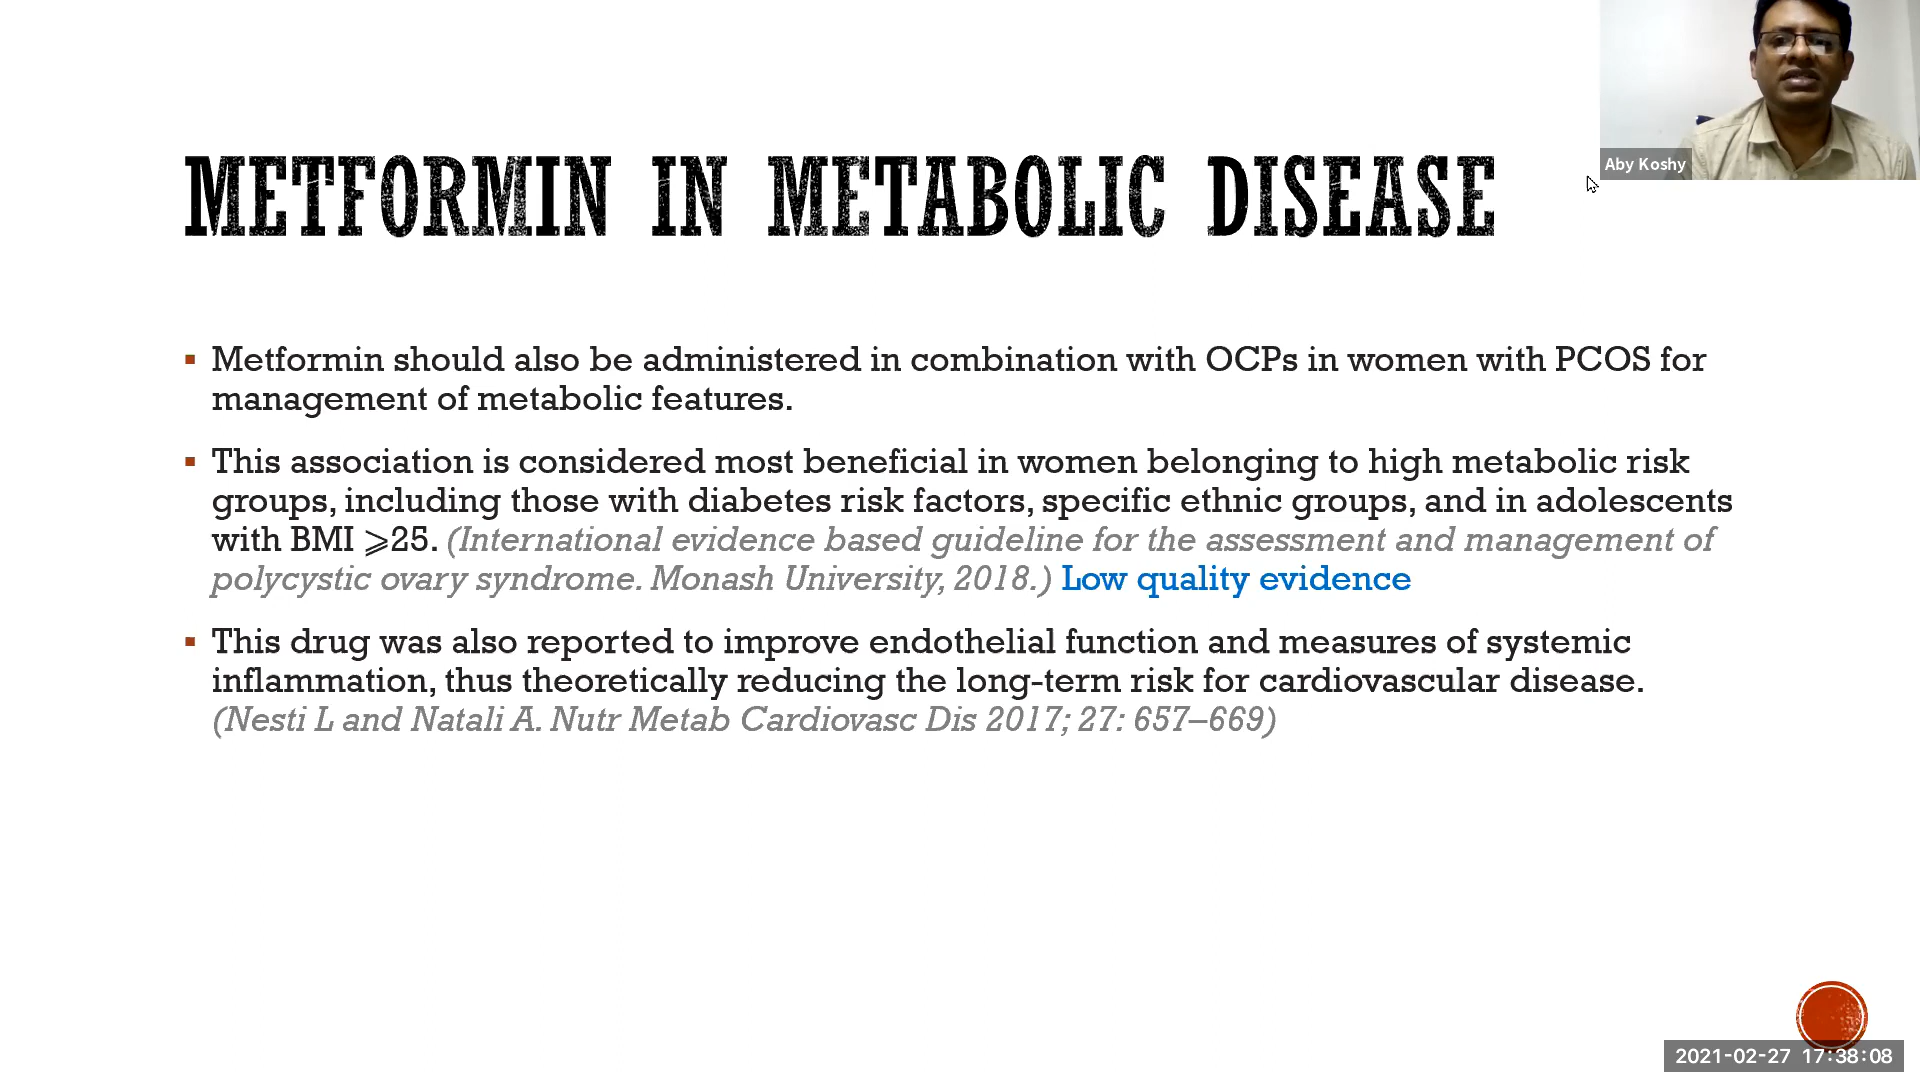 Aby Koshy
METFORMIN IN METABOLIC DISEASE
▪ Metformin should also be administered in combination with OCPs in women with PCOS for
management of metabolic features.
▪ This association is considered most beneficial in women belonging to high metabolic risk
groups, including those with diabetes risk factors, specific ethnic groups, and in adolescents
with BMI ⩾25. (International evidence based guideline for the assessment and management of
polycystic ovary syndrome. Monash University, 2018.) Low quality evidence
▪ This drug was also reported to improve endothelial function and measures of systemic
inflammation, thus theoretically reducing the long-term risk for cardiovascular disease.
(Nesti L and Natali A. Nutr Metab Cardiovasc Dis 2017; 27: 657–669)
2021-02-27 17:38:08